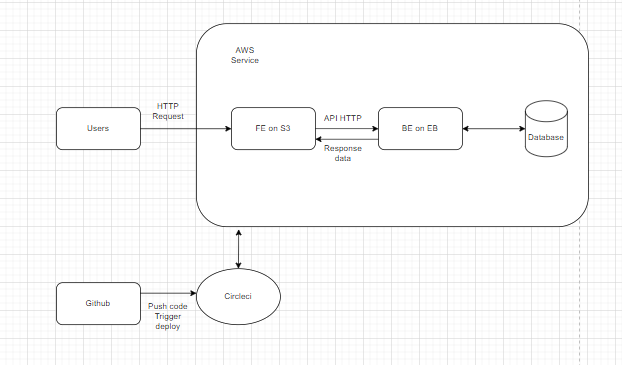 AWS
Service
HTTP
Request
Users
FE on S3
API HTTP
Response
data
BE on EB
Database
Github
Push code
Trigger
deploy
Circleci